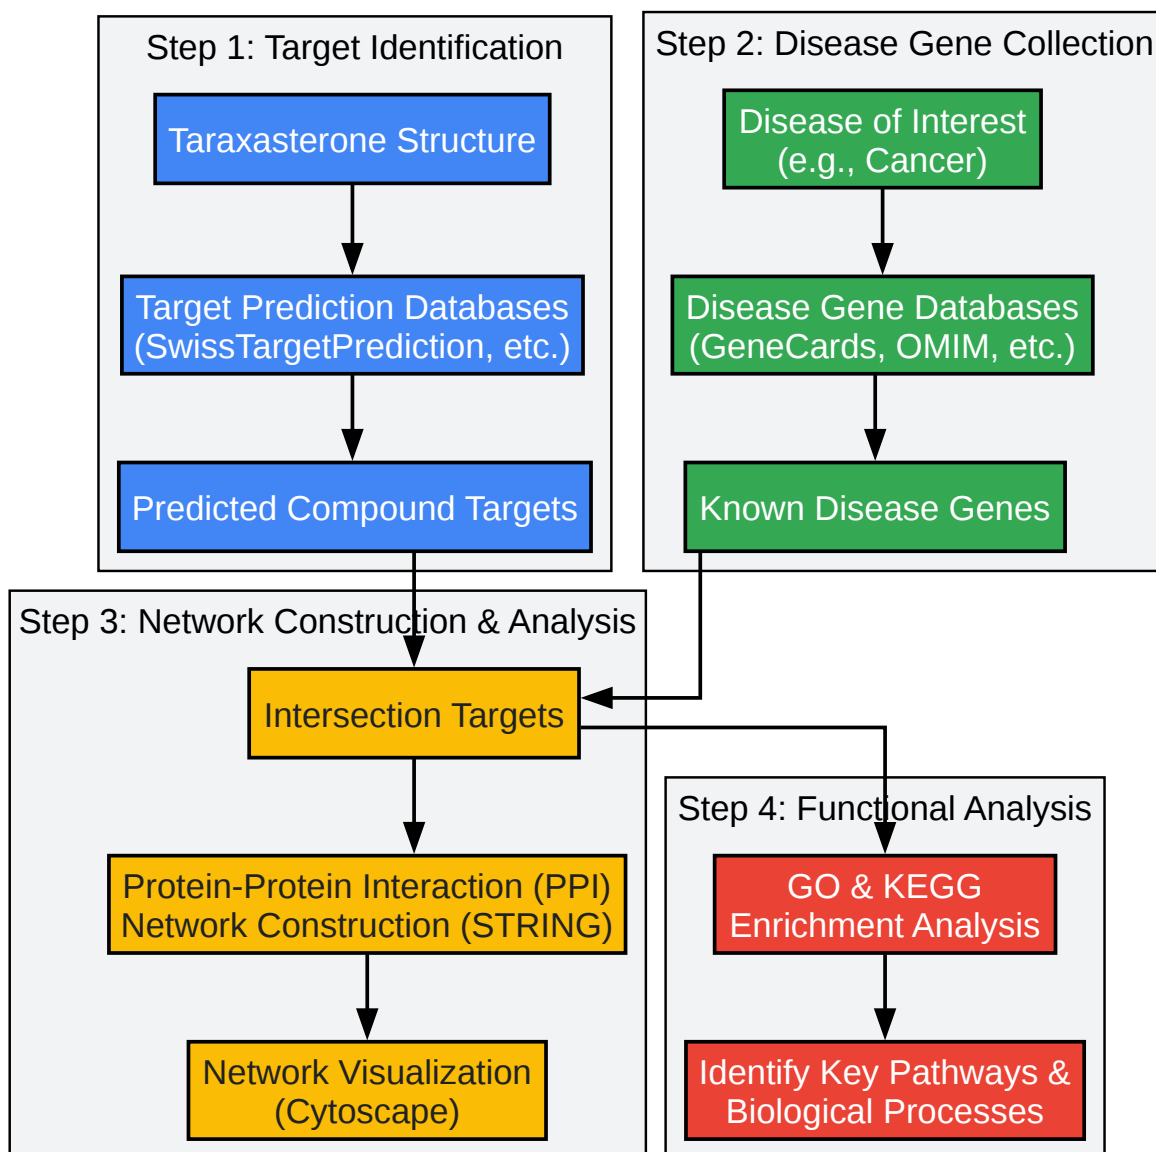 Step 1: Target Identification
Taraxasterone Structure
Target Prediction Databases
(SwissTargetPrediction, etc.)
Predicted Compound Targets
Step 2: Disease Gene Collection
Disease of Interest
(e.g., Cancer)
Disease Gene Databases
(GeneCards, OMIM, etc.)
Known Disease Genes
Step 3: Network Construction & Analysis
Intersection Targets
Protein-Protein Interaction (PPI)
Network Construction (STRING)
Network Visualization
(Cytoscape)
Step 4: Functional Analysis
GO & KEGG
Enrichment Analysis
Identify Key Pathways &
Biological Processes